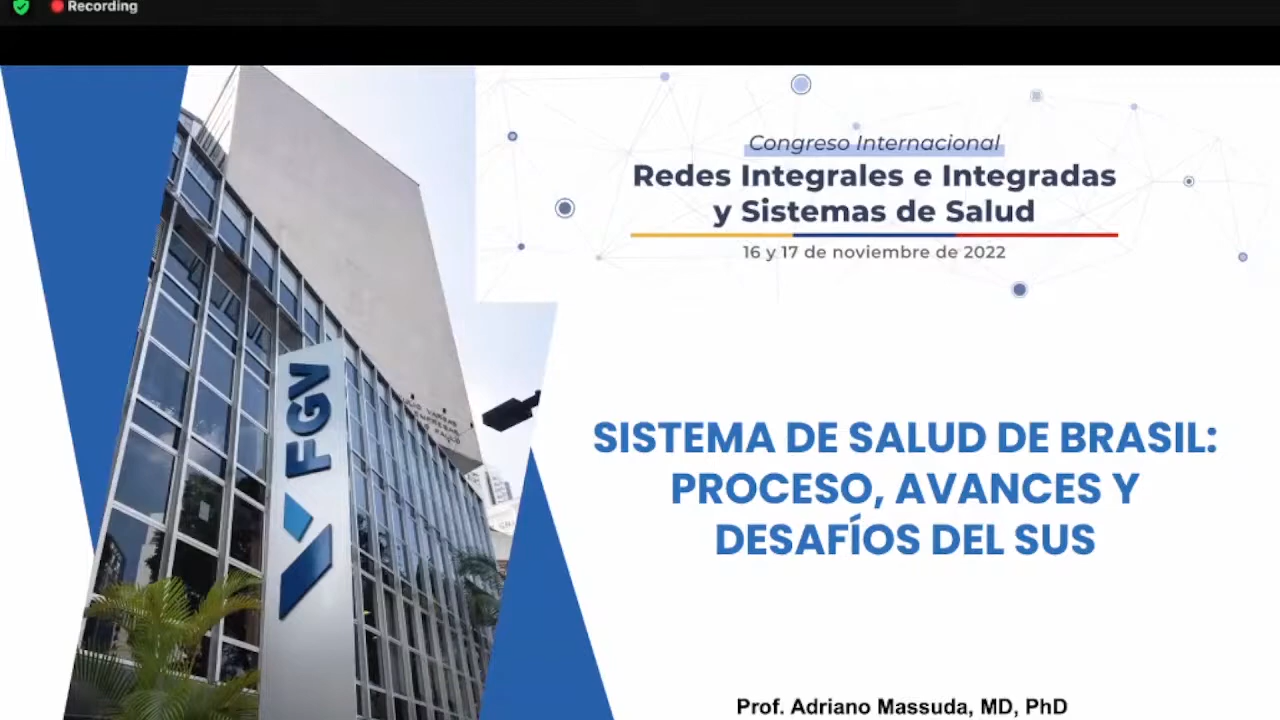 Recording
Congreso Internacional
Redes Integrales e Integradas
y Sistemas de Salud
16 y 17 de noviembre de 2022
FGV
SISTEMA DE SALUD DE BRASIL:
PROCESO, AVANCES Y
DESAFÍOS DEL SUS
Prof. Adriano Massuda, MD, PhD